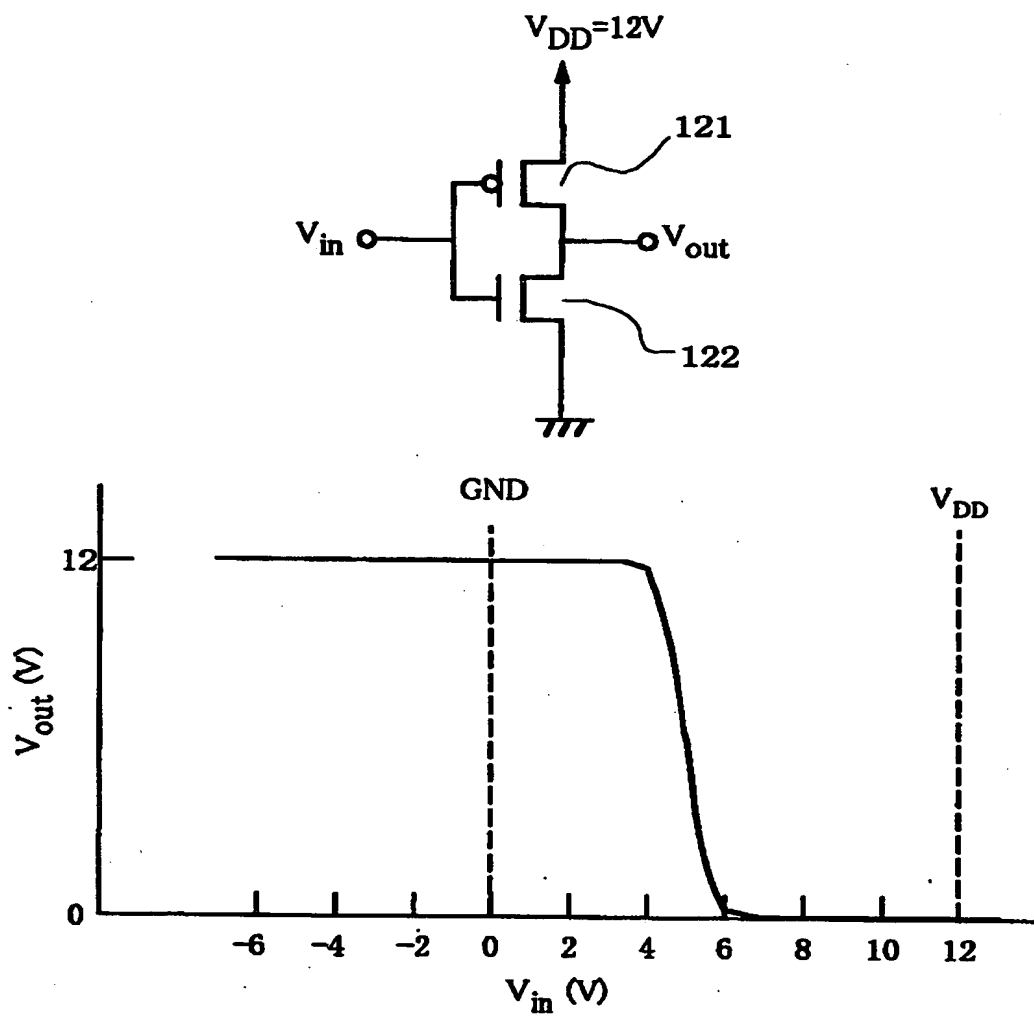 V_DD=12V
121
V_in
V_out
122
GND
V_DD
12
V_out (V)
0
-6 -4 -2 0 2 4 6 8 10 12
V_in (V)